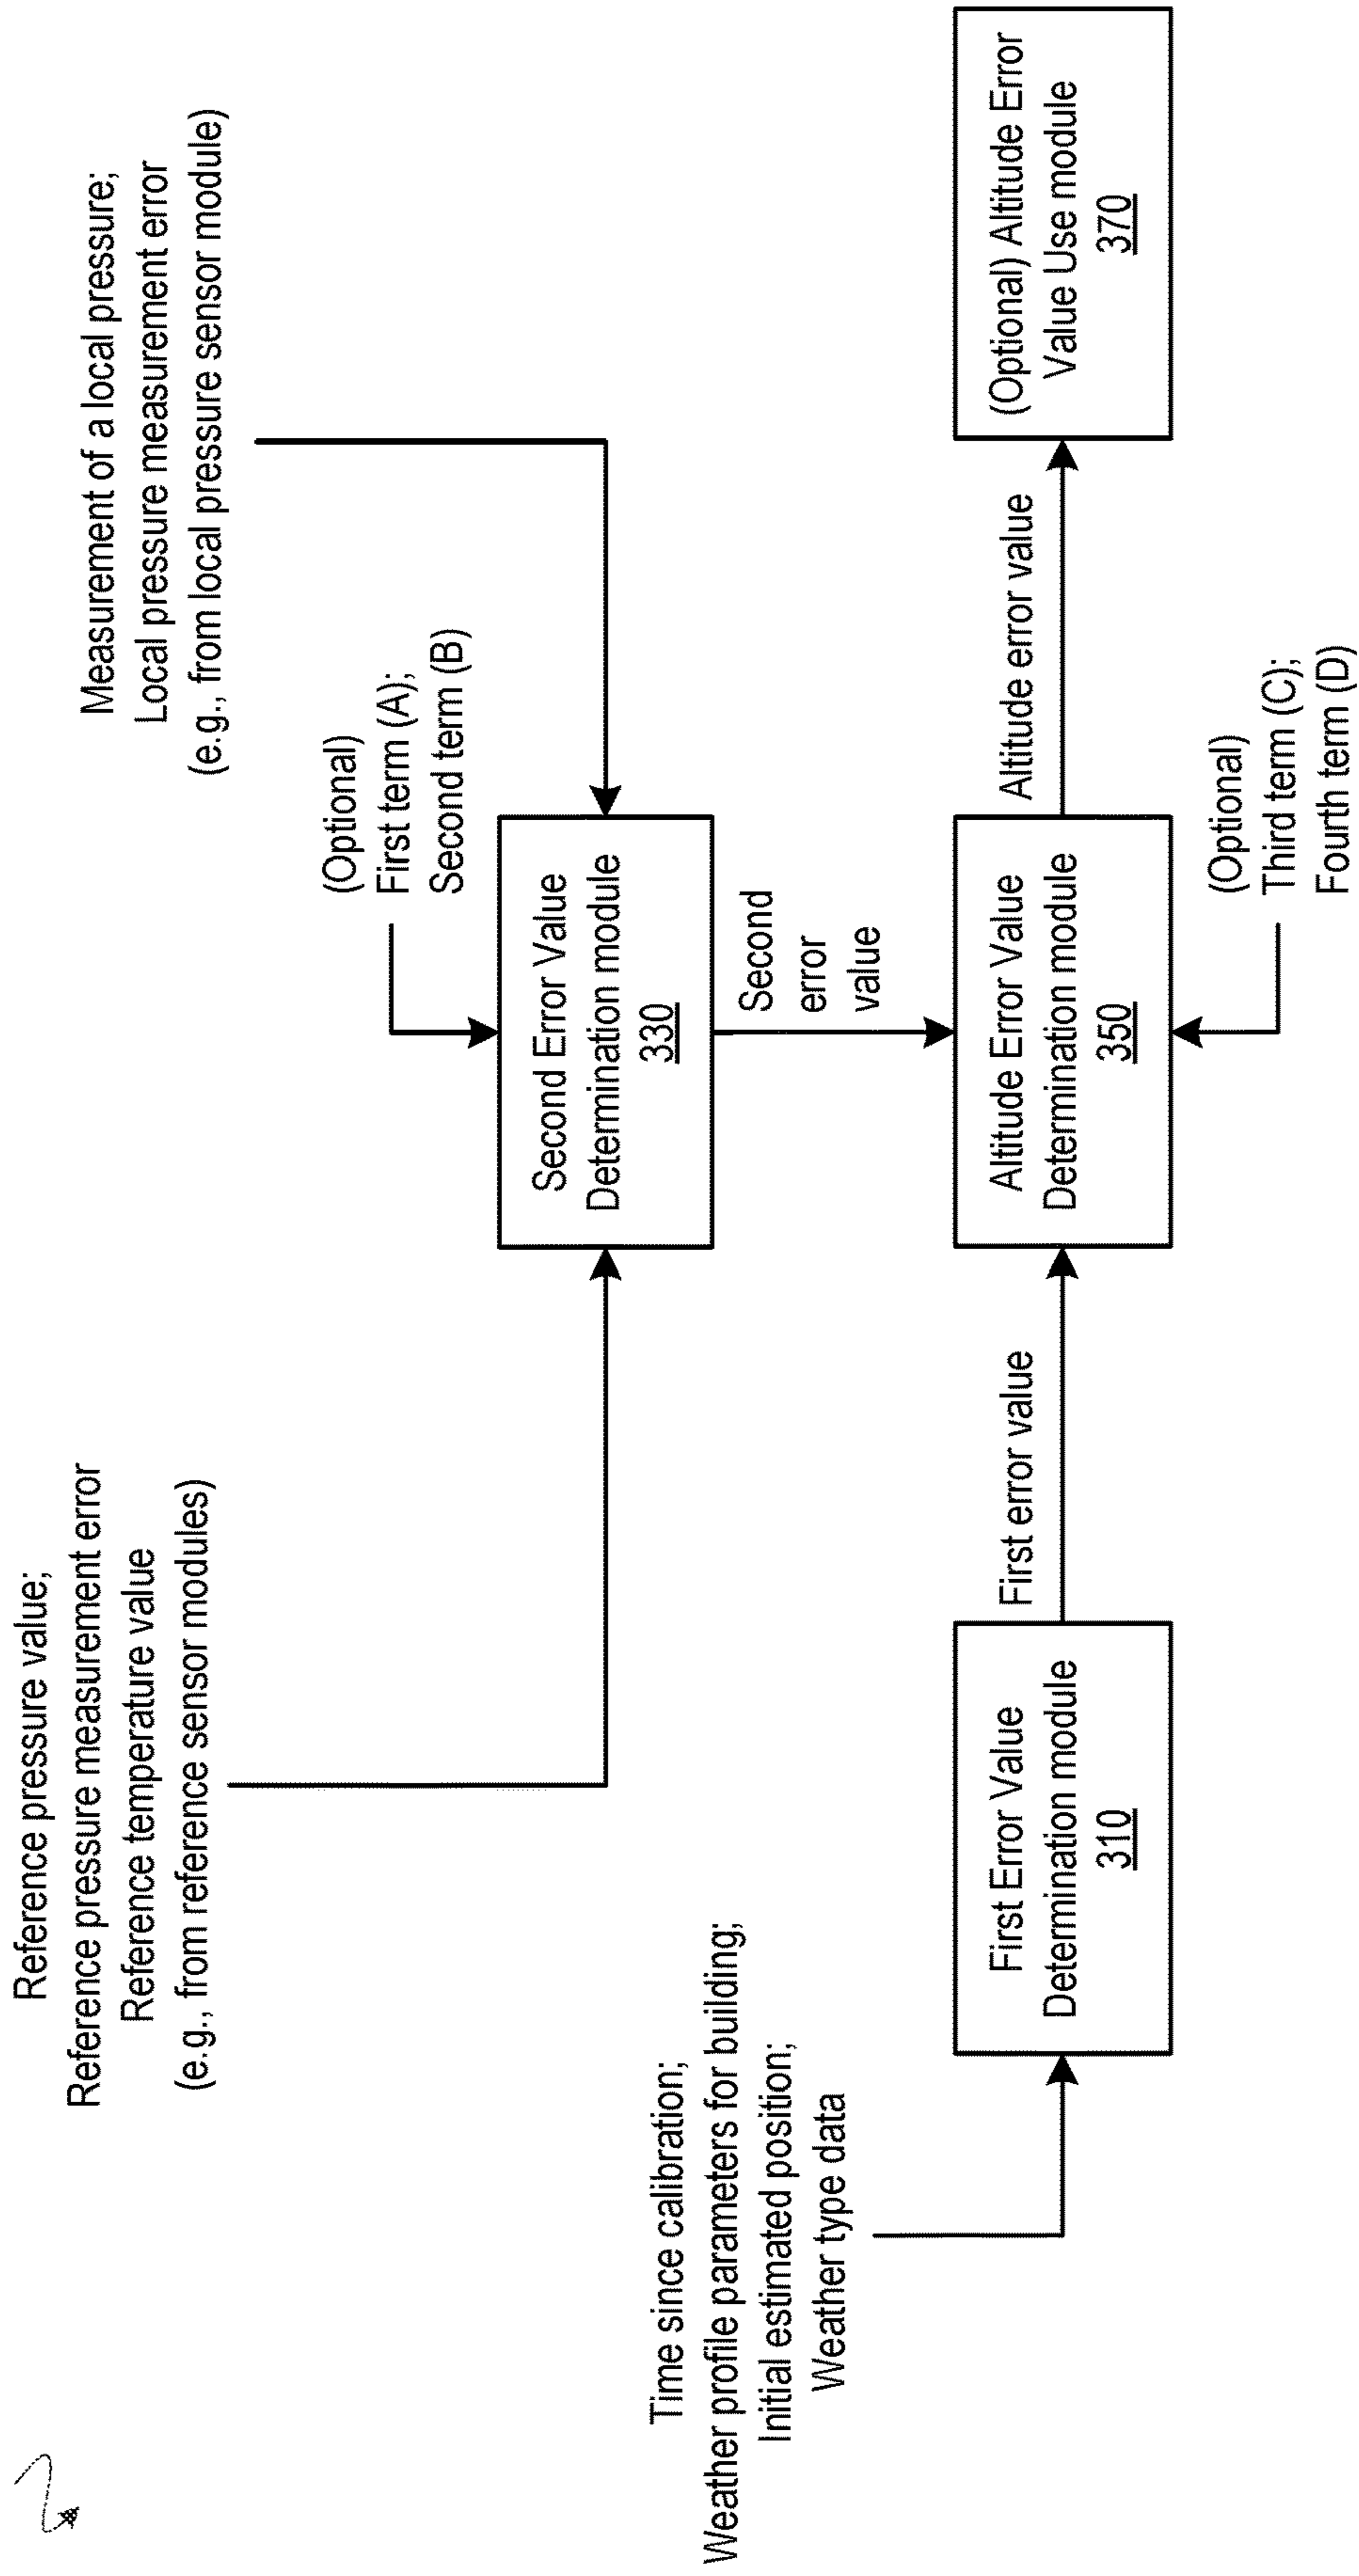 Reference pressure value;
Reference pressure measurement error
Reference temperature value
(e.g., from reference sensor modules)
Measurement of a local pressure;
Local pressure measurement error
(e.g., from local pressure sensor module)
(Optional)
First term (A);
Second term (B)
Second Error Value
Determination module
330
Second
error
value
Time since calibration;
Weather profile parameters for building;
Initial estimated position;
Weather type data
First Error Value
Determination module
310
First error value
Altitude Error Value
Determination module
350
Altitude error value
(Optional) Altitude Error
Value Use module
370
(Optional)
Third term (C);
Fourth term (D)